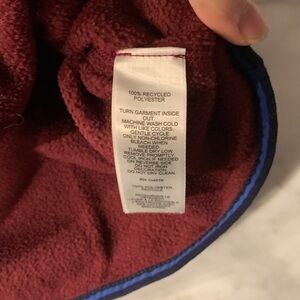 100% RECYCLED
POLYESTER
TURN GARMENT INSIDE
OUT
MACHINE WASH COLD
WITH LIKE COLORS,
GENTLE CYCLE
ONLY NON-CHLORINE
BLEACH WHEN
NEEDED
TUMBLE DRY LOW
REMOVE PROMPTLY
COOL IRON IF NEEDED
ON REVERSE SIDE
DO NOT IRON
DECORATION
DO NOT DRY CLEAN